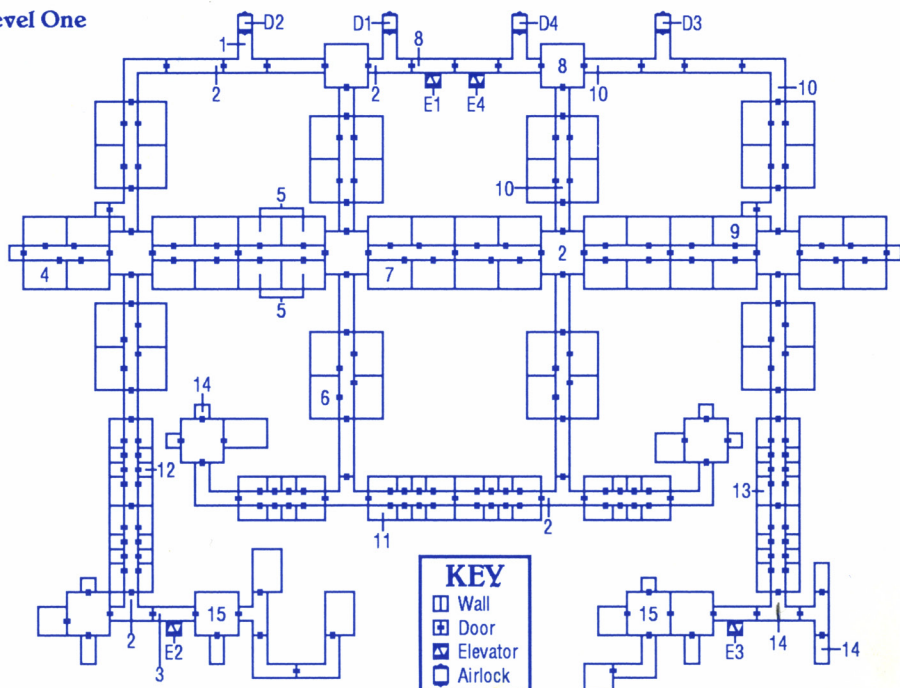 evel One
D2 D1 D4 D3
1 8
8
2 2 10 10
E1 E4
10
5
9
4 7 2
5
14 6
12
13
2
11
KEY
Wall
Door
15 15
Elevator
2 E2 E3 14 14
3
Airlock